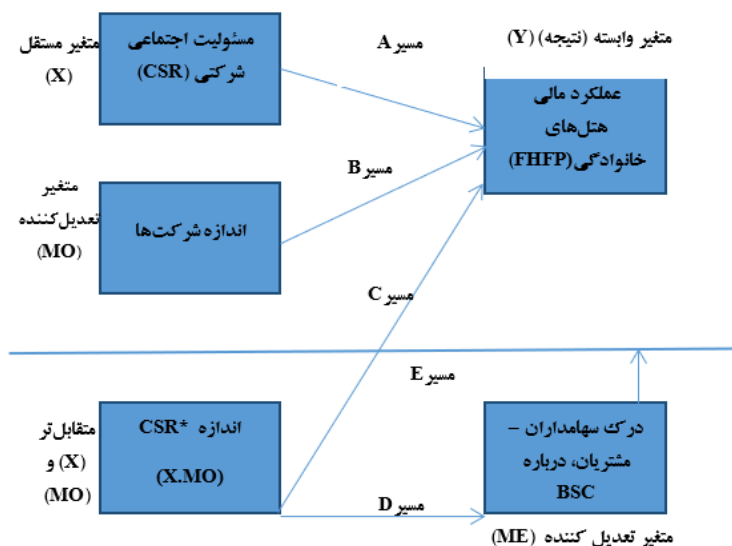 متغیر مستقل
(X)
مسئولیت اجتماعی
شرکتی (CSR)
مسیر A
متغیر وابسته (نتیجه) (Y)
عملکرد مالی
هتل‌های
خانوادگی(FHFP)
متغیر
تعدیل‌کننده
(MO)
اندازه شرکت‌ها
مسیر B
مسیر C
مسیر E
متقابل‌تر
(X) و
(MO)
اندازه *CSR
(X.MO)
مسیر D
درک سهامداران –
مشتریان، درباره
BSC
متغیر تعدیل کننده (ME)